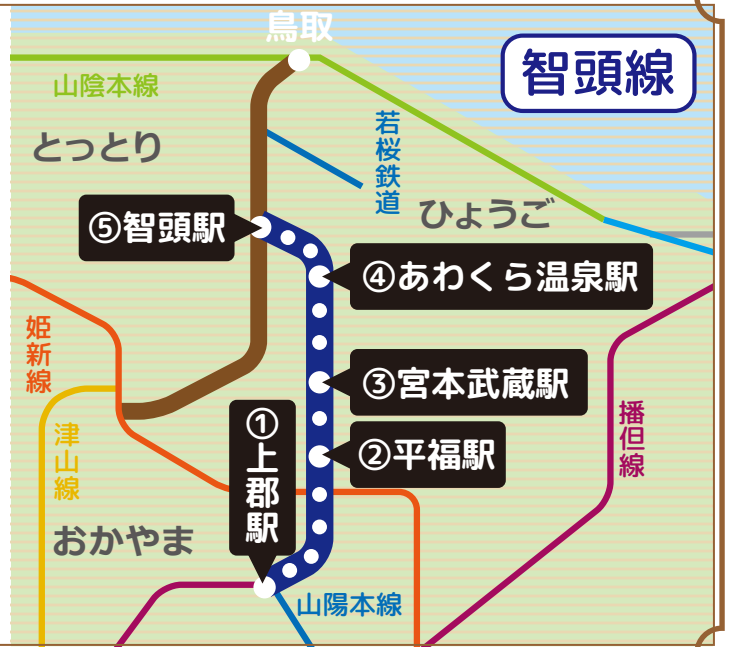 鳥取
智頭線
山陰本線
若桜鉄道
とっとり
ひょうご
⑤智頭駅
④あわくら温泉駅
姫新線
③宮本武蔵駅
①上郡駅
播但線
津山線
②平福駅
おかやま
山陽本線